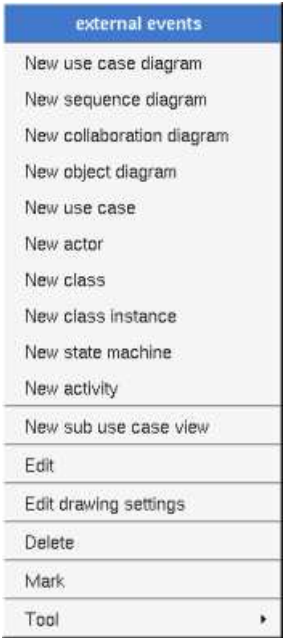 external events
New use case diagram
New sequence diagram
New collaboration diagram
New object diagram
New use case
New actor
New class
New class instance
New state machine
New activity
New sub use case view
Edit
Edit drawing settings
Delete
Mark
Tool